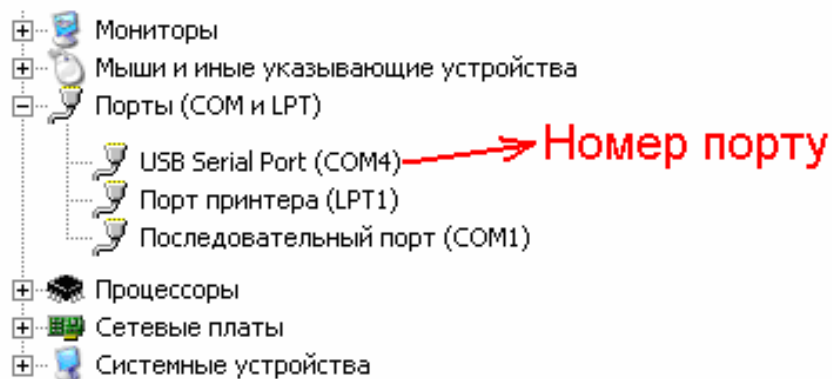 Мониторы
Мыши и иные указывающие устройства
Порты (COM и LPT)
USB Serial Port (COM4)
Номер порту
Порт принтера (LPT1)
Последовательный порт (COM1)
Процессоры
Сетевые платы
Системные устройства